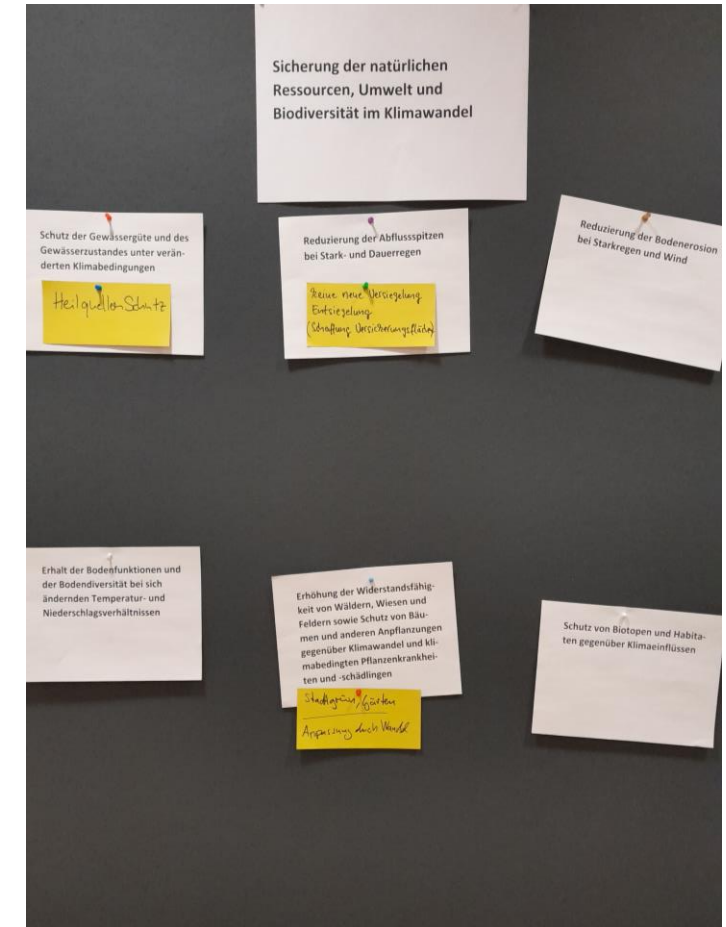 Sicherung der natürlichen
Ressourcen, Umwelt und
Biodiversität im Klimawandel
Schutz der Gewässergüte und des
Gewässerzustandes unter verän-
derten Klimabedingungen
Heilquellen Schutz
Reduzierung der Abflussspitzen
bei Stark- und Dauerregen
Keine neue Versiegelung
Entsiegelung
(Schaffung Versickerungsfläche)
Reduzierung der Bodenerosion
bei Starkregen und Wind
Erhalt der Bodenfunktionen und
der Bodendiversität bei sich
ändernden Temperatur- und
Niederschlagsverhältnissen
Erhöhung der Widerstandsfähig-
keit von Wäldern, Wiesen und
Feldern sowie Schutz von Bäu-
men und anderen Anpflanzungen
gegenüber Klimawandel und kli-
mabedingten Pflanzenkrankhei-
ten und -schädlingen
Stadtgrün/Gärten
Anpassung durch Wandel
Schutz von Biotopen und Habita-
ten gegenüber Klimaeinflüssen